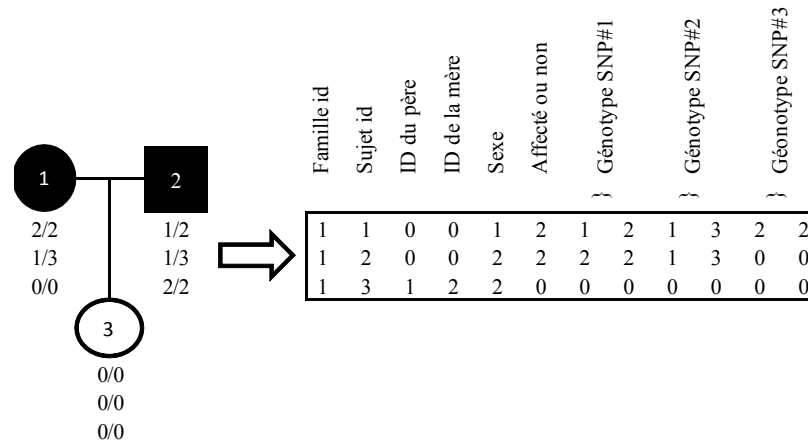 Famille id
Sujet id
ID du père
ID de la mère
Sexe
Affecté ou non
} Génotype SNP#1
} Génotype SNP#2
} Géonotype SNP#3
1 2
2/2 1/2
1/3 1/3
0/0 2/2
3
0/0
0/0
0/0
1 1 0 0 1 2 1 2 1 3 2 2
1 2 0 0 2 2 2 2 1 3 0 0
1 3 1 2 2 0 0 0 0 0 0 0